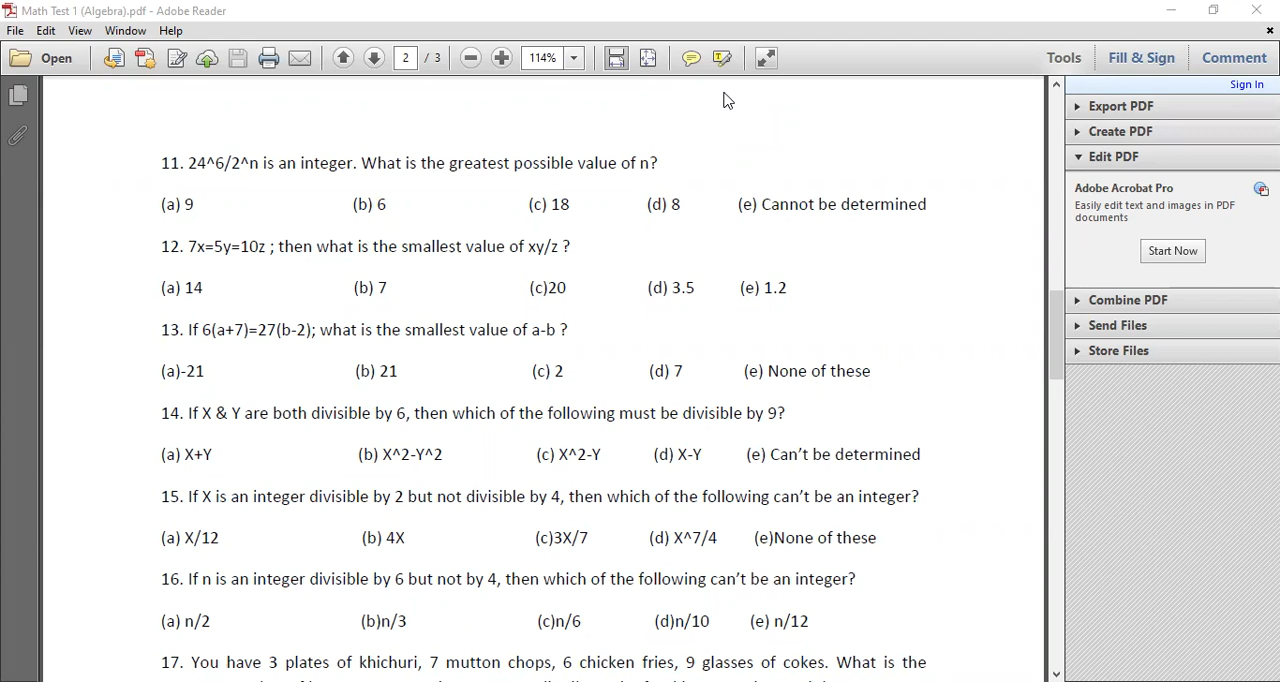 Math Test 1 (Algebra).pdf - Adobe Reader
File Edit View Window Help
Open 2 / 3 114% Tools Fill & Sign Comment
Sign In
Export PDF
Create PDF
Edit PDF
Adobe Acrobat Pro
Easily edit text and images in PDF
documents
Start Now
Combine PDF
Send Files
Store Files
11. 24^6/2^n is an integer. What is the greatest possible value of n?
(a) 9 (b) 6 (c) 18 (d) 8 (e) Cannot be determined
12. 7x=5y=10z ; then what is the smallest value of xy/z ?
(a) 14 (b) 7 (c)20 (d) 3.5 (e) 1.2
13. If 6(a+7)=27(b-2); what is the smallest value of a-b ?
(a)-21 (b) 21 (c) 2 (d) 7 (e) None of these
14. If X & Y are both divisible by 6, then which of the following must be divisible by 9?
(a) X+Y (b) X^2-Y^2 (c) X^2-Y (d) X-Y (e) Can't be determined
15. If X is an integer divisible by 2 but not divisible by 4, then which of the following can't be an integer?
(a) X/12 (b) 4X (c)3X/7 (d) X^7/4 (e)None of these
16. If n is an integer divisible by 6 but not by 4, then which of the following can't be an integer?
(a) n/2 (b)n/3 (c)n/6 (d)n/10 (e) n/12
17. You have 3 plates of khichuri, 7 mutton chops, 6 chicken fries, 9 glasses of cokes. What is the